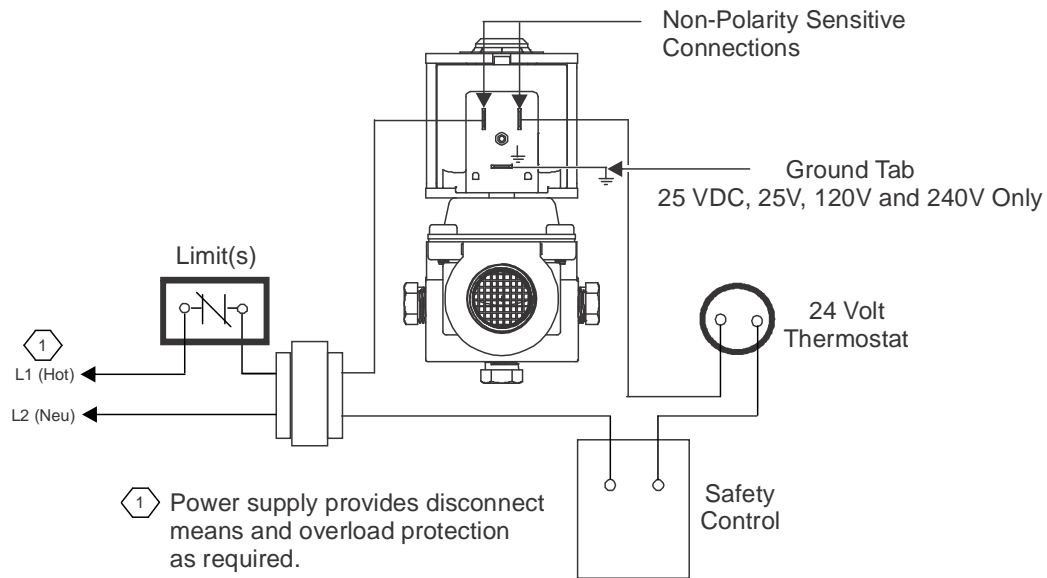 Non-Polarity Sensitive
Connections
Ground Tab
25 VDC, 25V, 120V and 240V Only
Limit(s)
24 Volt
Thermostat
1
L1 (Hot)
L2 (Neu)
Safety
Control
1 Power supply provides disconnect
means and overload protection
as required.